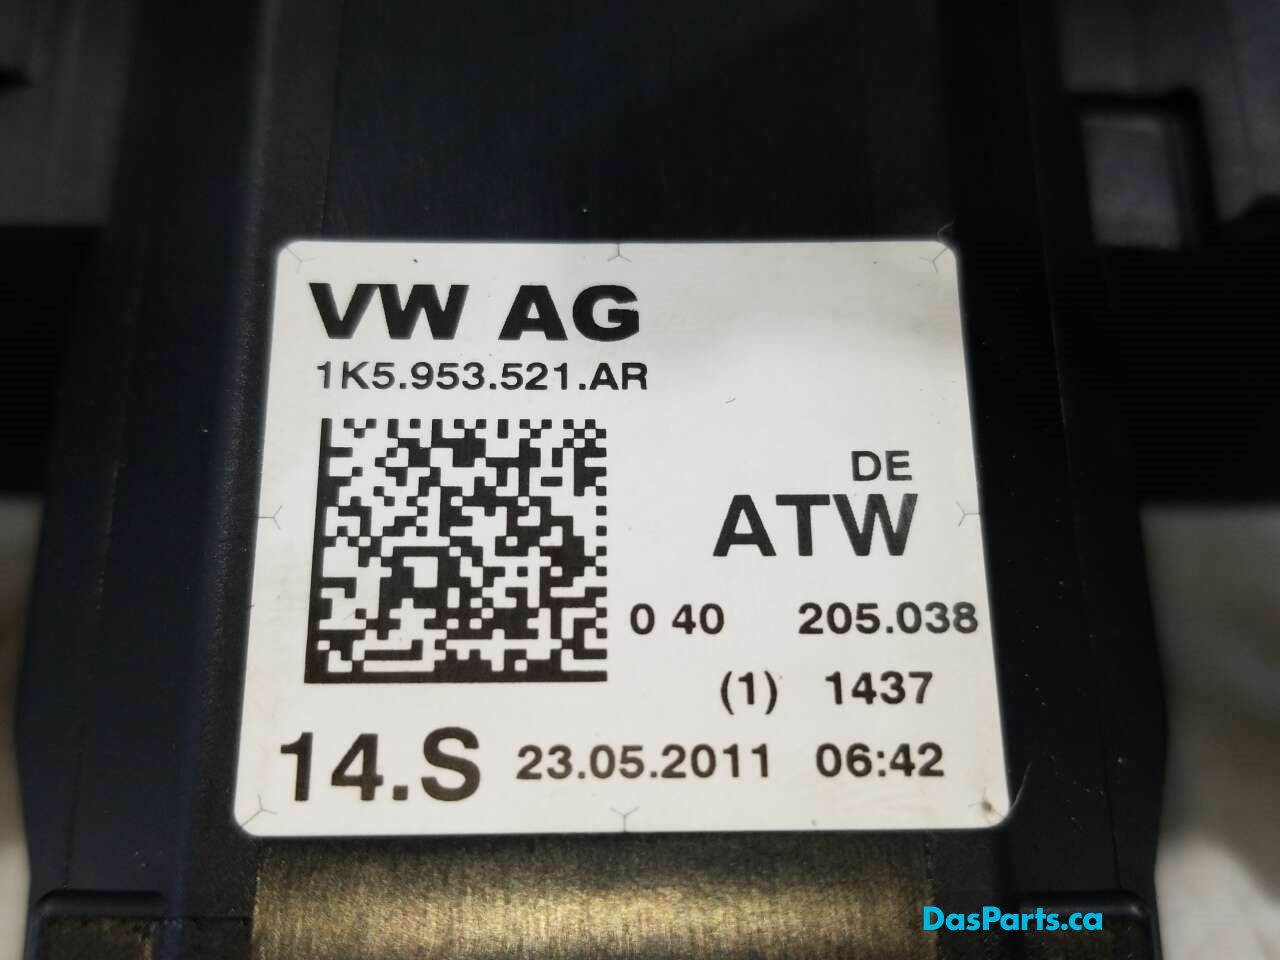 VW AG
1K5.953.521.AR
DE
ATW
0 40 205.038
(1) 1437
14.S 23.05.2011 06:42
DasParts.ca